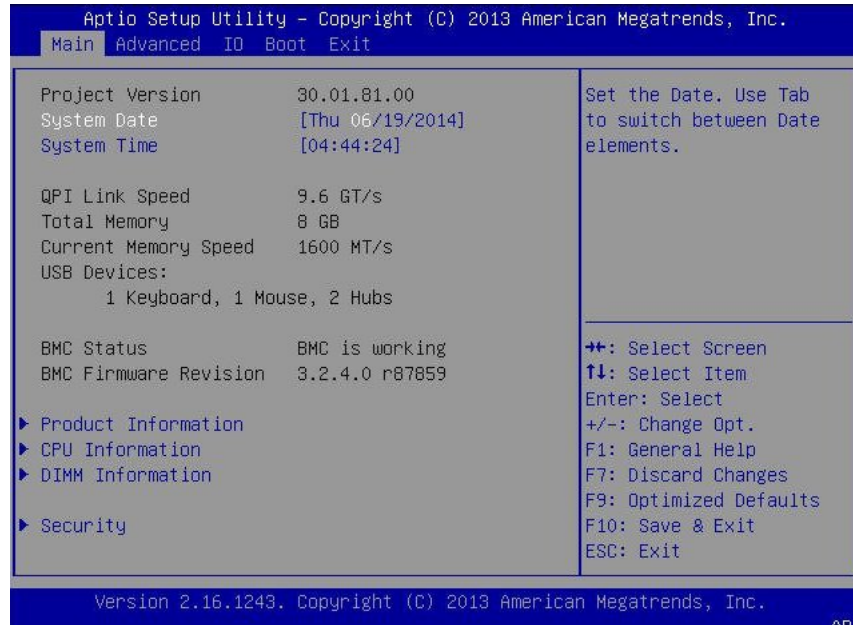 Aptio Setup Utility – Copyright (C) 2013 American Megatrends, Inc.
Main Advanced IO Boot Exit
Project Version 30.01.81.00
System Date [Thu 06/19/2014]
System Time [04:44:24]
QPI Link Speed 9.6 GT/s
Total Memory 8 GB
Current Memory Speed 1600 MT/s
USB Devices:
1 Keyboard, 1 Mouse, 2 Hubs
BMC Status BMC is working
BMC Firmware Revision 3.2.4.0 r87859
Product Information
CPU Information
DIMM Information
Security
Set the Date. Use Tab
to switch between Date
elements.
→←: Select Screen
↑↓: Select Item
Enter: Select
+/-: Change Opt.
F1: General Help
F7: Discard Changes
F9: Optimized Defaults
F10: Save & Exit
ESC: Exit
Version 2.16.1243. Copyright (C) 2013 American Megatrends, Inc.